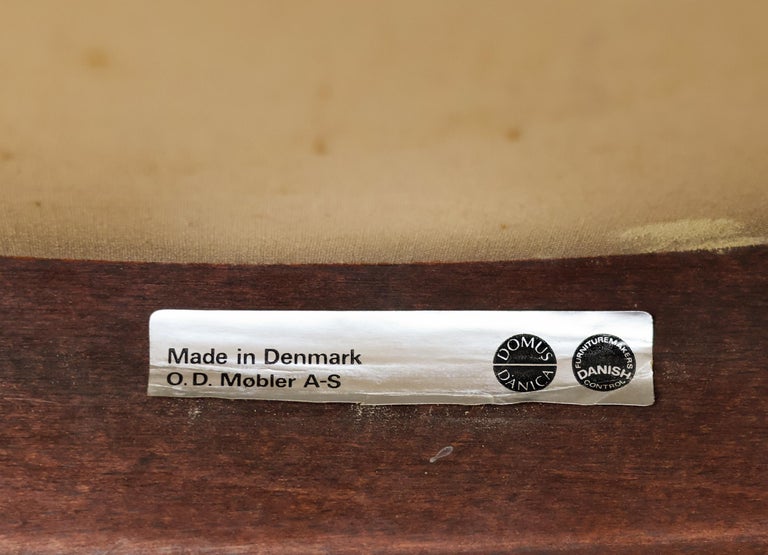 Made in Denmark
O.D. Møbler A-S
DOMUS
DANICA
FURNITUREMAKERS
DANISH
CONTROL